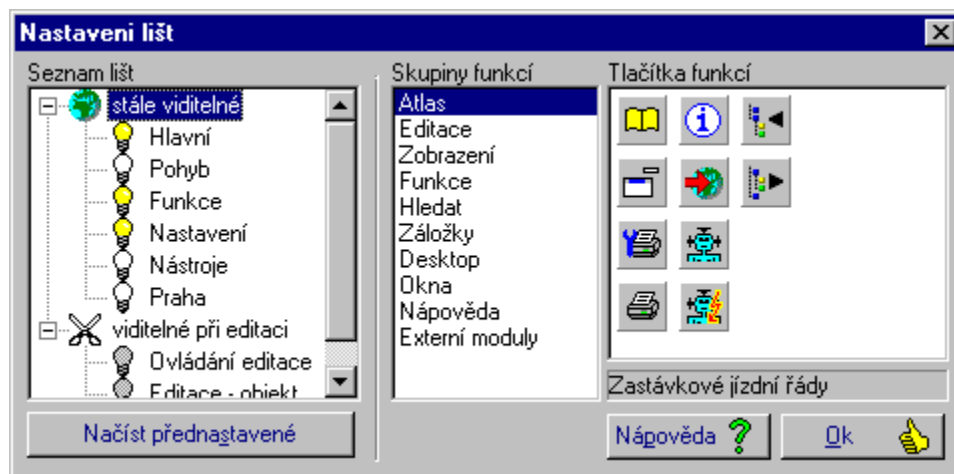 Nastaveni lišt
Seznam lišt
stále viditelné
Hlavní
Pohyb
Funkce
Nastavení
Nástroje
Praha
viditelné při editaci
Ovládání editace
Editace - objekt
Načíst přednastavené
Skupiny funkcí
Atlas
Editace
Zobrazení
Funkce
Hledat
Záložky
Desktop
Okna
Nápověda
Externí moduly
Tlačítka funkcí
Zastávkové jízdní řády
Nápověda
Ok